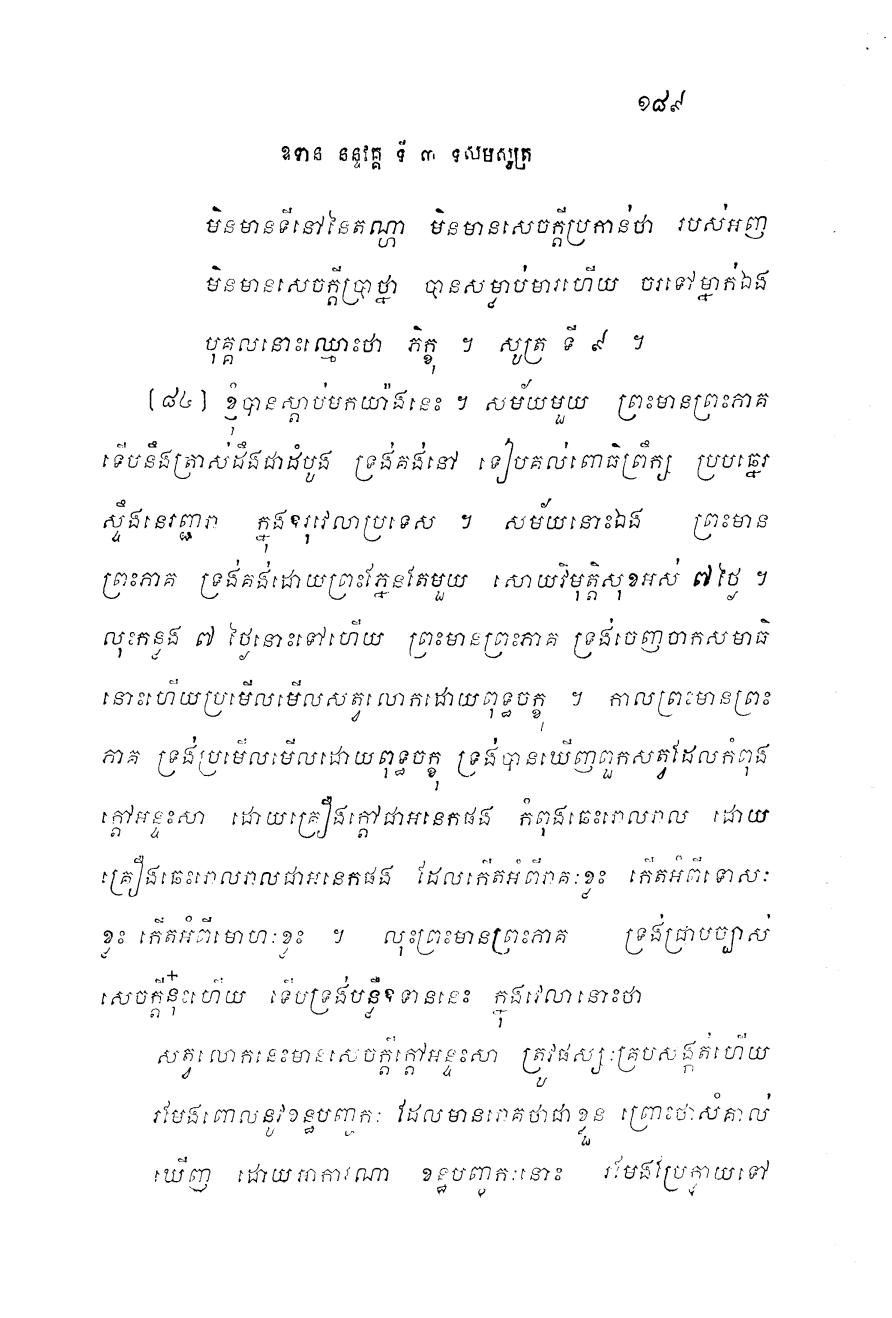 ១៨៩
ឧទាន នន្ទវគ្គ ទី ៣ ទសមសូត្រ
មិនមានទីនៅនៃតណ្ហា មិនមានសេចក្តីប្រកាន់ថា របស់អញ
មិនមានសេចក្តីប្រាថ្នា បានសម្លាប់មារហើយ ចរទៅម្នាក់ឯង
បុគ្គលនោះឈ្មោះថា ភិក្ខុ ។ សូត្រ ទី ៩ ។
[៨៤] ខ្ញុំបានស្តាប់មកយ៉ាងនេះ ។ សម័យមួយ ព្រះមានព្រះភាគ
ទើបនឹងត្រាស់ដឹងជាដំបូង ទ្រង់គង់នៅ ទៀបគល់ពោធិព្រឹក្ស ប្របឆ្នេរ
ស្ទឹងនេរញ្ជរា ក្នុងឧរុវេលាប្រទេស ។ សម័យនោះឯង ព្រះមាន
ព្រះភាគ ទ្រង់គង់ដោយព្រះភ្នែនតែមួយ សោយវិមុត្តិសុខអស់ ៧ ថ្ងៃ ។
លុះកន្លង ៧ ថ្ងៃនោះទៅហើយ ព្រះមានព្រះភាគ ទ្រង់ចេញចាកសមាធិ
នោះហើយប្រមើលមើលសត្វលោកដោយពុទ្ធចក្ខុ ។ កាលព្រះមានព្រះ
ភាគ ទ្រង់ប្រមើលមើលដោយពុទ្ធចក្ខុ ទ្រង់បានឃើញពួកសត្វដែលកំពុង
ក្តៅអន្ទះសា ដោយគ្រឿងក្តៅជាអនេកផង កំពុងឆេះរោលរាល ដោយ
គ្រឿងឆេះរោលរាលជាអនេកផង ដែលកើតអំពីរាគៈខ្លះ កើតអំពីទោសៈ
ខ្លះ កើតអំពីមោហៈខ្លះ ។ លុះព្រះមានព្រះភាគ ទ្រង់ជ្រាបច្បាស់
សេចក្តីនុ៎ះហើយ ទើបទ្រង់បន្លឺឧទាននេះ ក្នុងវេលានោះថា
សត្វលោកនេះមានសេចក្តីក្តៅអន្ទះសា ត្រូវផស្សៈគ្របសង្កត់ហើយ
រមែងពោលនូវខន្ធបញ្ចកៈ ដែលមានរោគថាជាខ្លួន ព្រោះថាសំគាល់
ឃើញ ដោយអាការណា ខន្ធបញ្ចកៈនោះ រមែងប្រែក្លាយទៅ